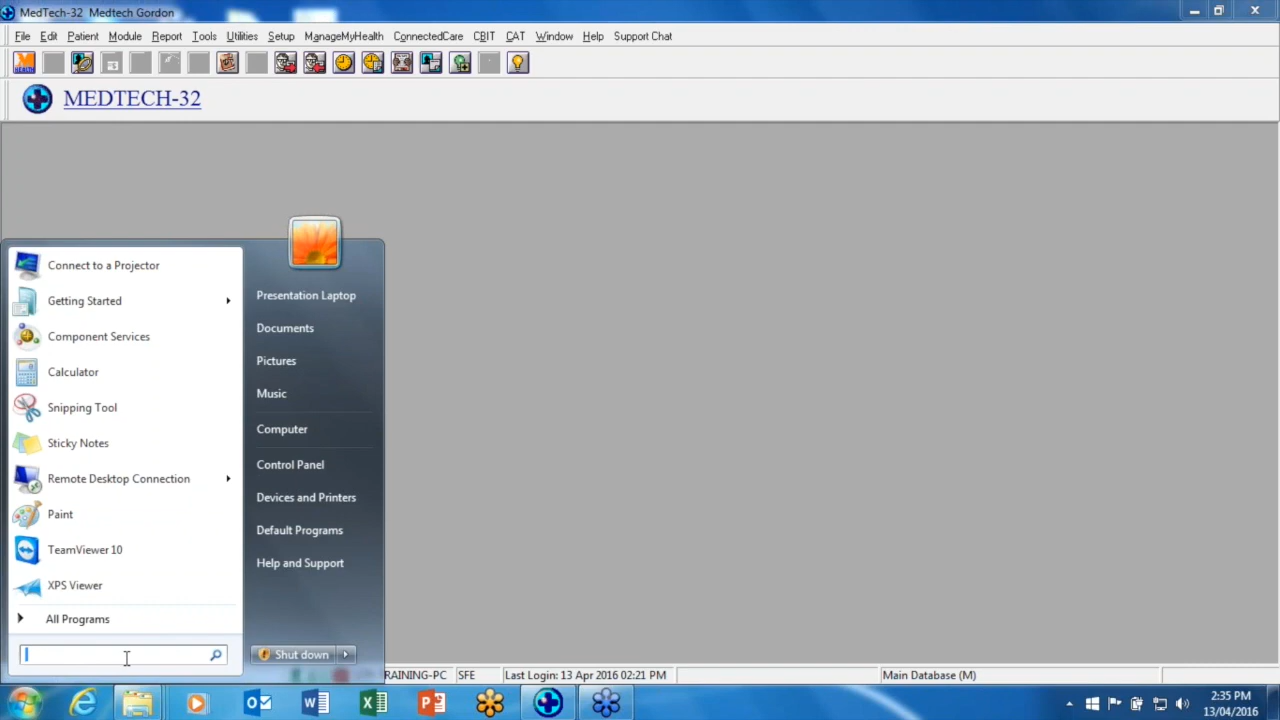 MedTech-32 Medtech Gordon
File Edit Patient Module Report Tools Utilities Setup ManageMyHealth ConnectedCare CBIT CAT Window Help Support Chat
MEDTECH-32
Connect to a Projector
Getting Started
Component Services
Calculator
Snipping Tool
Sticky Notes
Remote Desktop Connection
Paint
TeamViewer 10
XPS Viewer
All Programs
Presentation Laptop
Documents
Pictures
Music
Computer
Control Panel
Devices and Printers
Default Programs
Help and Support
Shut down
RAINING-PC SFE Last Login: 13 Apr 2016 02:21 PM Main Database (M)
2:35 PM
13/04/2016